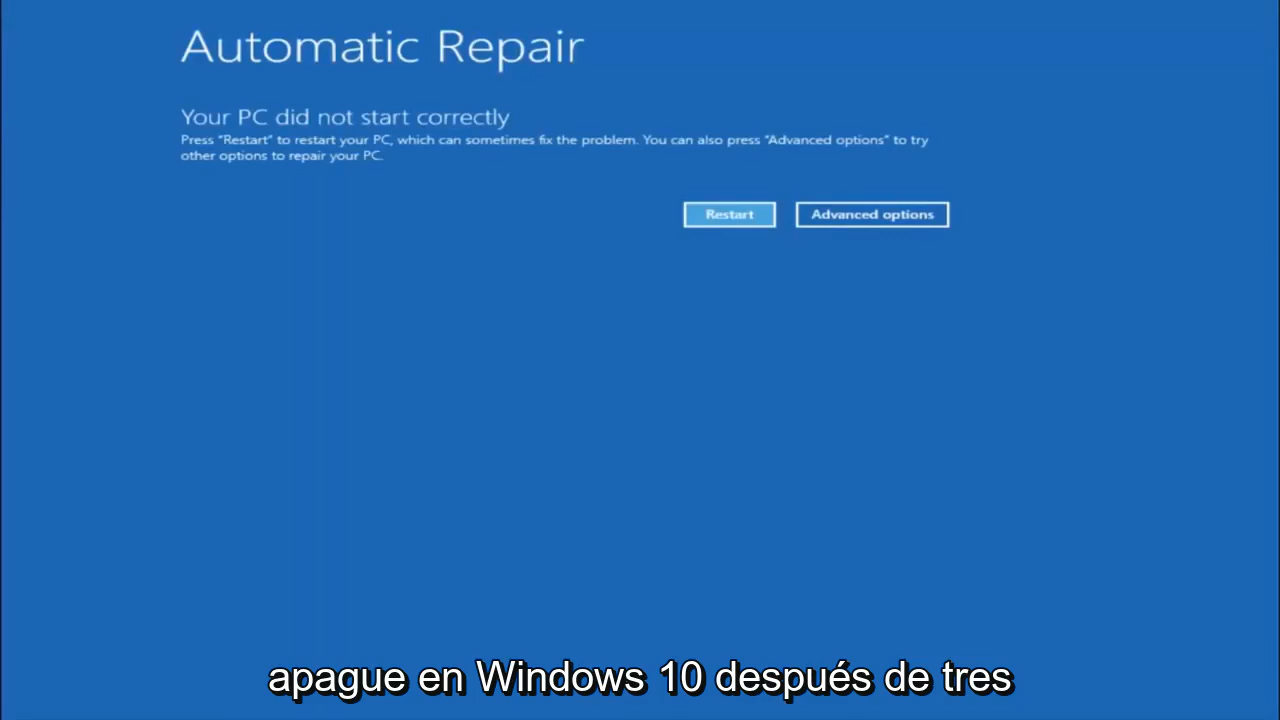 Automatic Repair
Your PC did not start correctly
Press "Restart" to restart your PC, which can sometimes fix the problem. You can also press "Advanced options" to try
other options to repair your PC.
Restart
Advanced options
apague en Windows 10 después de tres